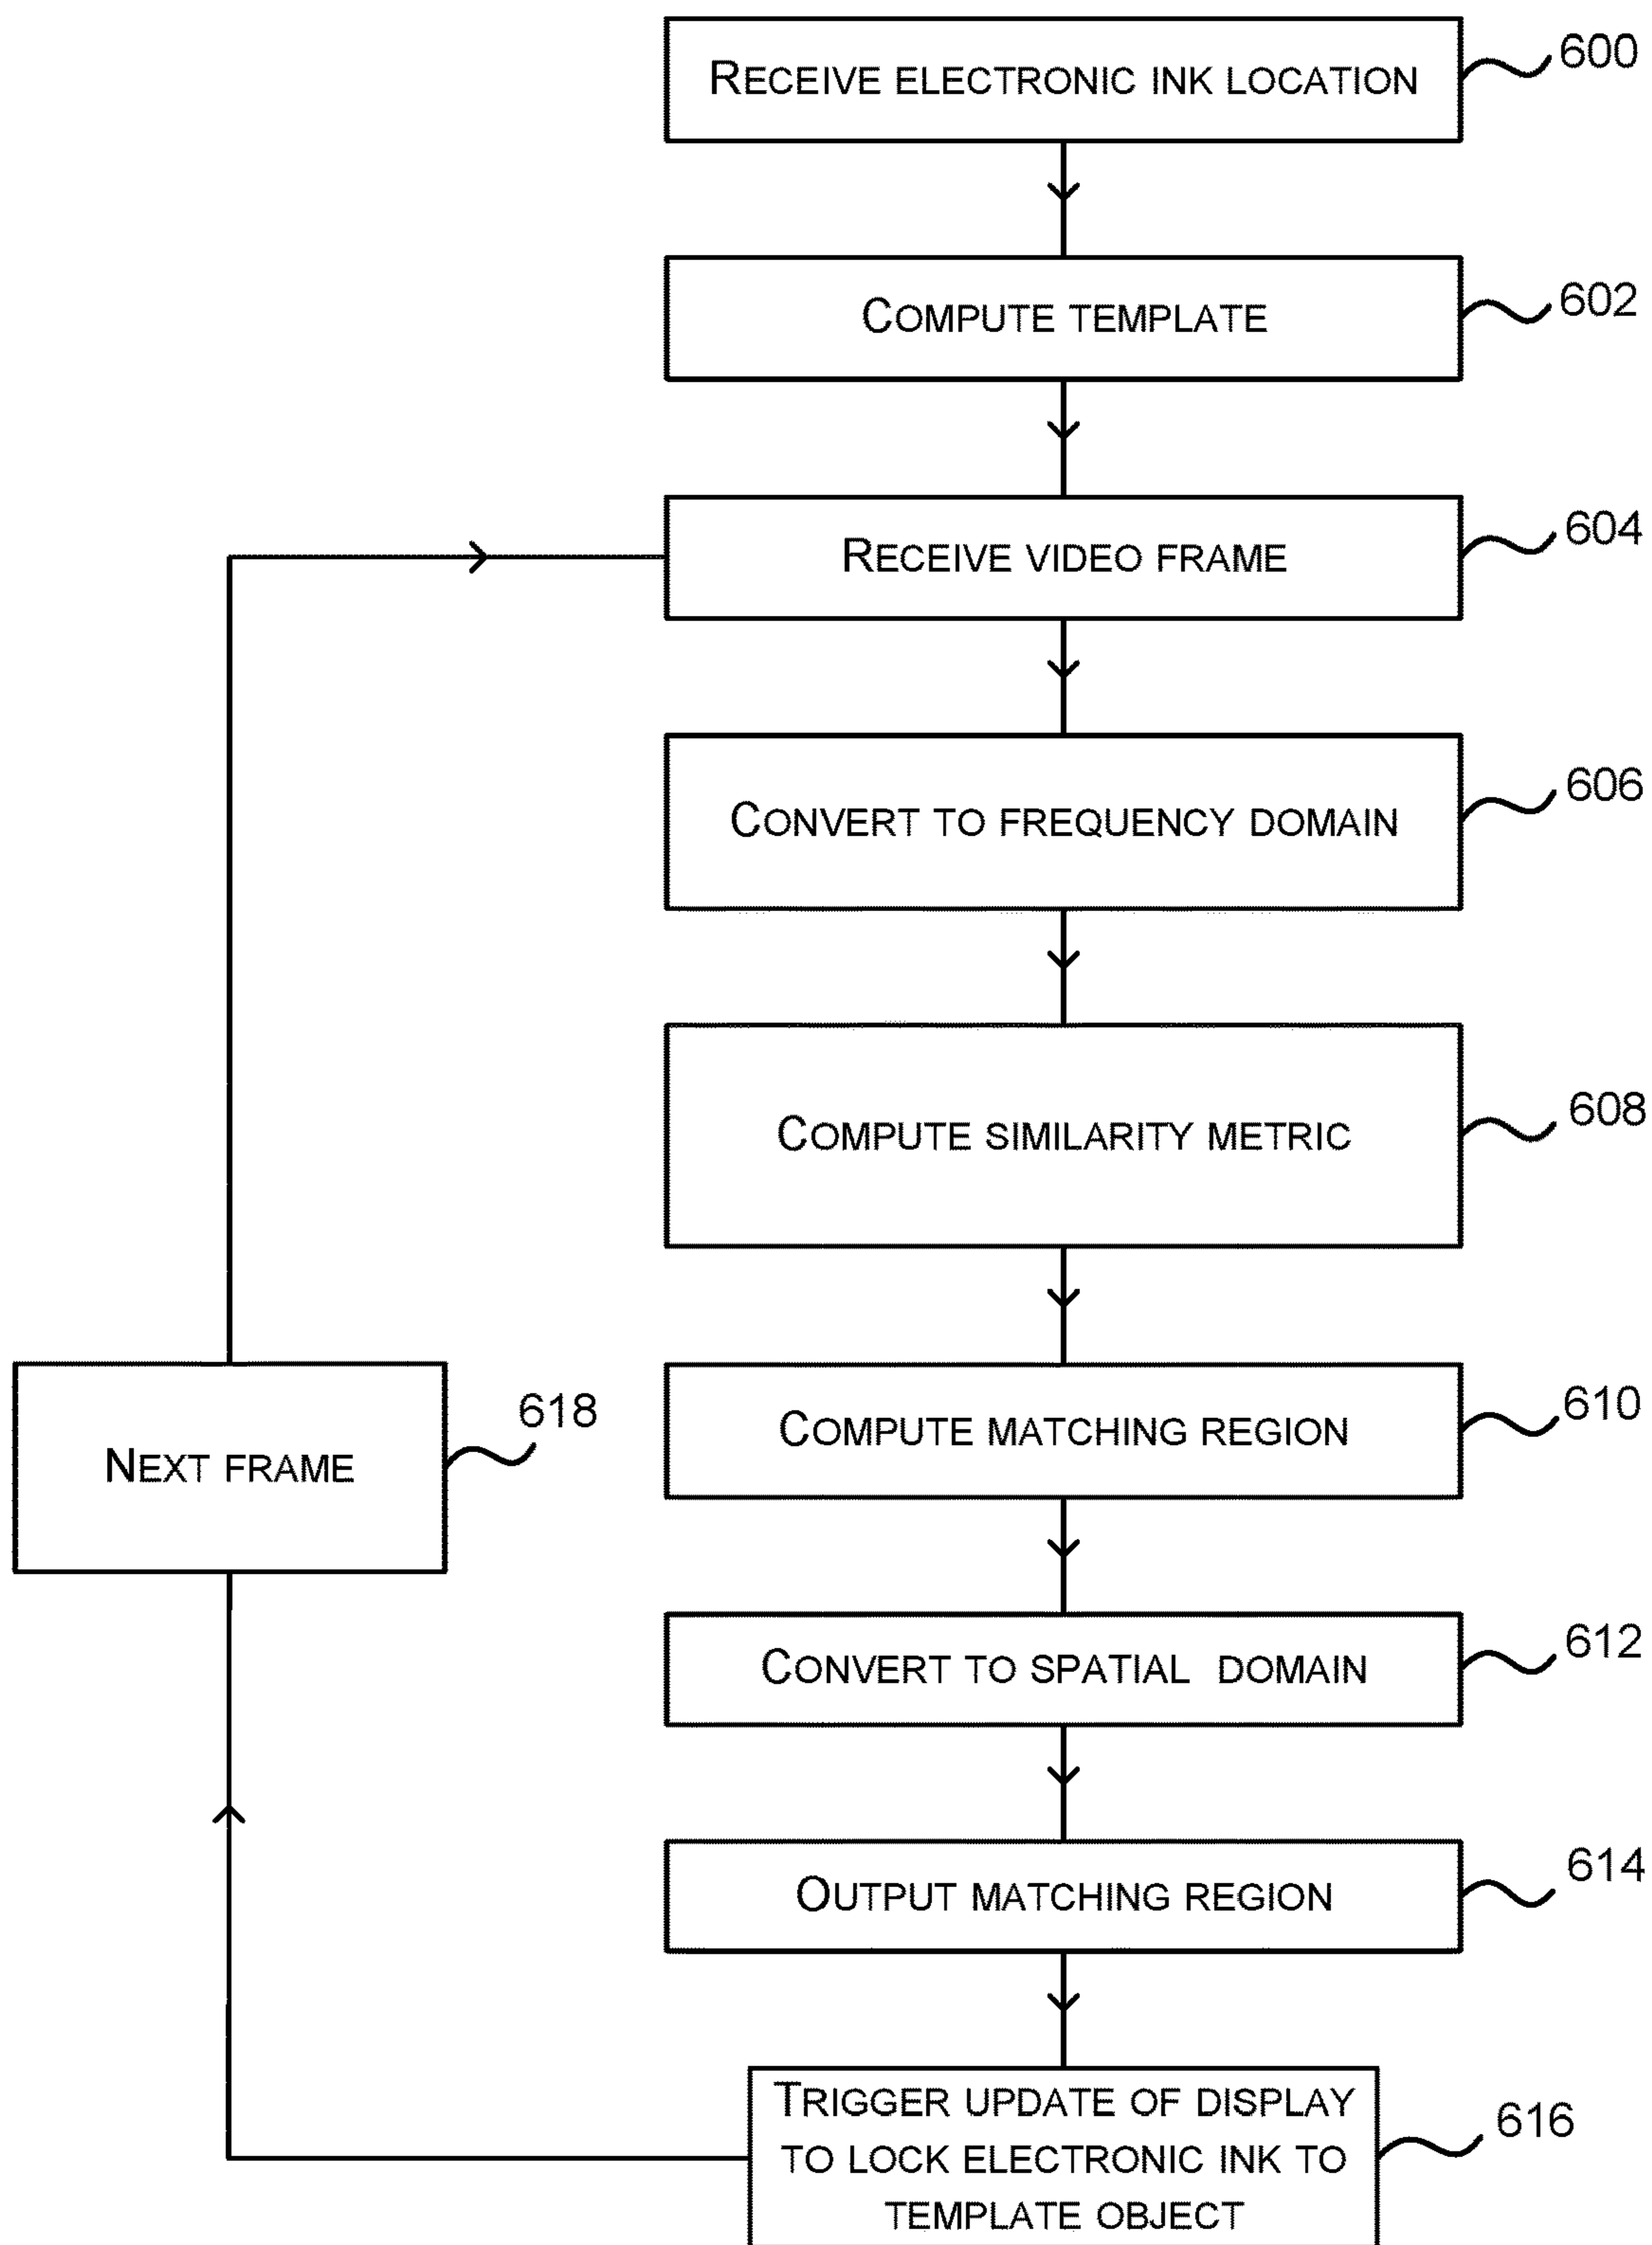 RECEIVE ELECTRONIC INK LOCATION
600
COMPUTE TEMPLATE
602
RECEIVE VIDEO FRAME
604
CONVERT TO FREQUENCY DOMAIN
606
COMPUTE SIMILARITY METRIC
608
COMPUTE MATCHING REGION
610
NEXT FRAME
618
CONVERT TO SPATIAL DOMAIN
612
OUTPUT MATCHING REGION
614
TRIGGER UPDATE OF DISPLAY
TO LOCK ELECTRONIC INK TO
TEMPLATE OBJECT
616